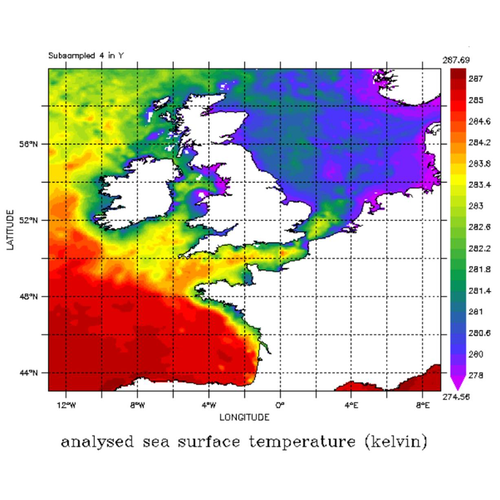 Subsampled 4 in Y
287.69
287
285
284.6
284.2
283.8
283.4
283
282.6
282.2
281.8
281.4
281
280.6
260
278
274.56
56°N
52°N
48°N
44°N
LATITUDE
12°W
8°W
4°W
0°
4°E
8°E
LONGITUDE
analysed sea surface temperature (kelvin)